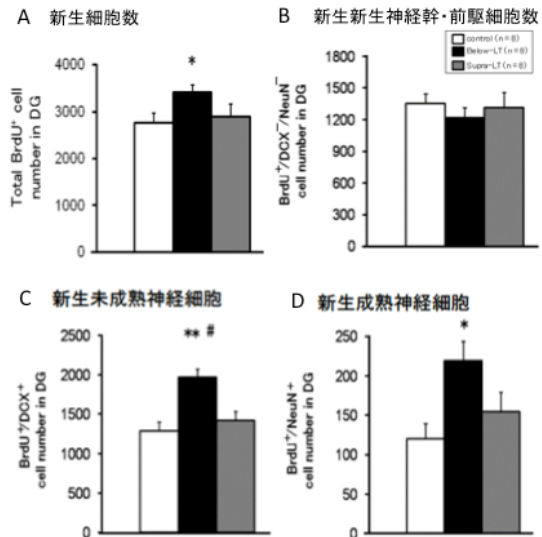 A 新生細胞数
4000
3000
2000
1000
0
Total BrdU⁺ cell
number in DG
*
B 新生新生神経幹・前駆細胞数
control (n=8)
Below-LT (n=8)
Supra-LT (n=8)
1800
1500
1200
900
600
300
0
BrdU⁺/DCX⁻/NeuN⁻
cell number in DG
C 新生未成熟神経細胞
2500
2000
1500
1000
500
0
BrdU⁺/DCX⁺
cell number in DG
** #
D 新生成熟神経細胞
250
200
150
100
50
0
BrdU⁺/NeuN+
cell number in DG
*